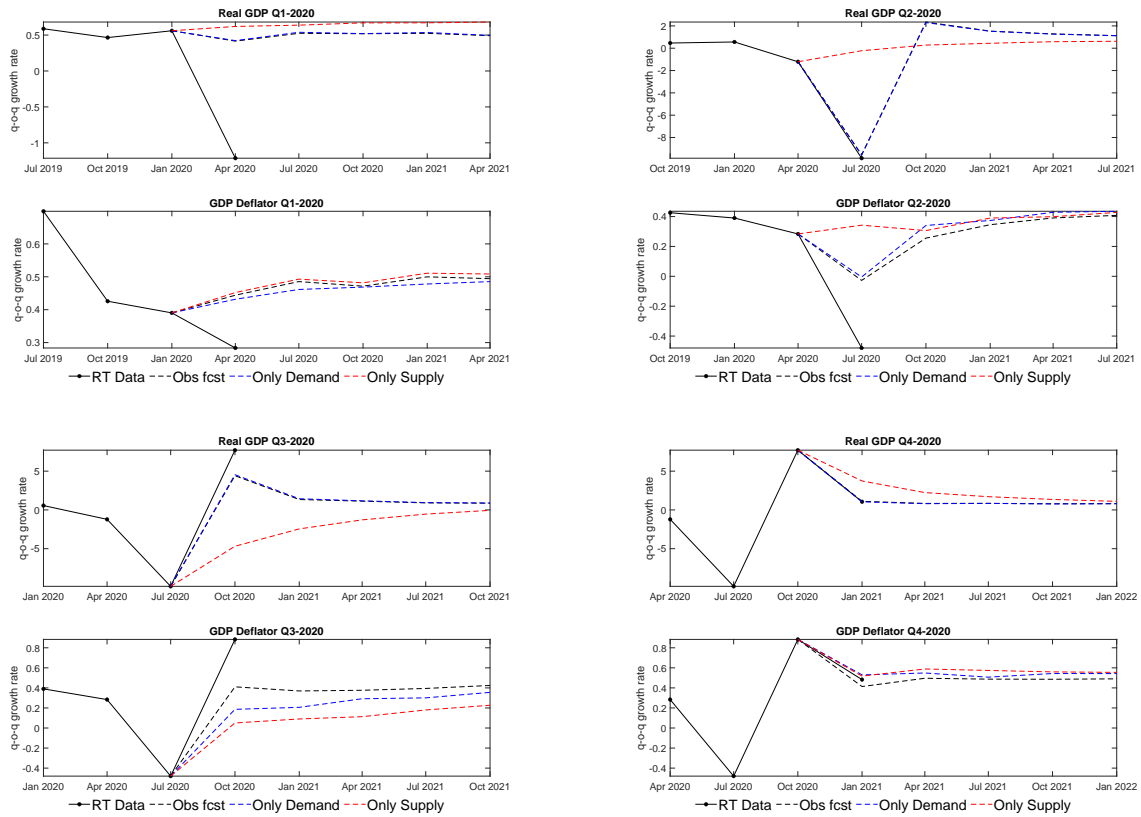 Real GDP Q1-2020
q-o-q growth rate
0.5
0
-0.5
-1
Jul 2019 Oct 2019 Jan 2020 Apr 2020 Jul 2020 Oct 2020 Jan 2021 Apr 2021
GDP Deflator Q1-2020
q-o-q growth rate
0.6
0.5
0.4
0.3
Jul 2019 Oct 2019 Jan 2020 Apr 2020 Jul 2020 Oct 2020 Jan 2021 Apr 2021
RT Data Obs fcst Only Demand Only Supply
Real GDP Q2-2020
q-o-q growth rate
2
0
-2
-4
-6
-8
Oct 2019 Jan 2020 Apr 2020 Jul 2020 Oct 2020 Jan 2021 Apr 2021 Jul 2021
GDP Deflator Q2-2020
q-o-q growth rate
0.4
0.2
0
-0.2
-0.4
Oct 2019 Jan 2020 Apr 2020 Jul 2020 Oct 2020 Jan 2021 Apr 2021 Jul 2021
RT Data Obs fcst Only Demand Only Supply
Real GDP Q3-2020
q-o-q growth rate
5
0
-5
Jan 2020 Apr 2020 Jul 2020 Oct 2020 Jan 2021 Apr 2021 Jul 2021 Oct 2021
GDP Deflator Q3-2020
q-o-q growth rate
0.8
0.6
0.4
0.2
0
-0.2
-0.4
Jan 2020 Apr 2020 Jul 2020 Oct 2020 Jan 2021 Apr 2021 Jul 2021 Oct 2021
RT Data Obs fcst Only Demand Only Supply
Real GDP Q4-2020
q-o-q growth rate
5
0
-5
Apr 2020 Jul 2020 Oct 2020 Jan 2021 Apr 2021 Jul 2021 Oct 2021 Jan 2022
GDP Deflator Q4-2020
q-o-q growth rate
0.8
0.6
0.4
0.2
0
-0.2
-0.4
Apr 2020 Jul 2020 Oct 2020 Jan 2021 Apr 2021 Jul 2021 Oct 2021 Jan 2022
RT Data Obs fcst Only Demand Only Supply